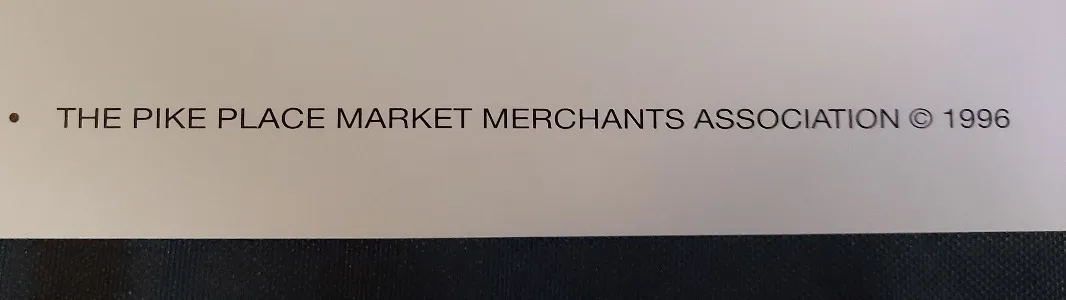 • THE PIKE PLACE MARKET MERCHANTS ASSOCIATION © 1996